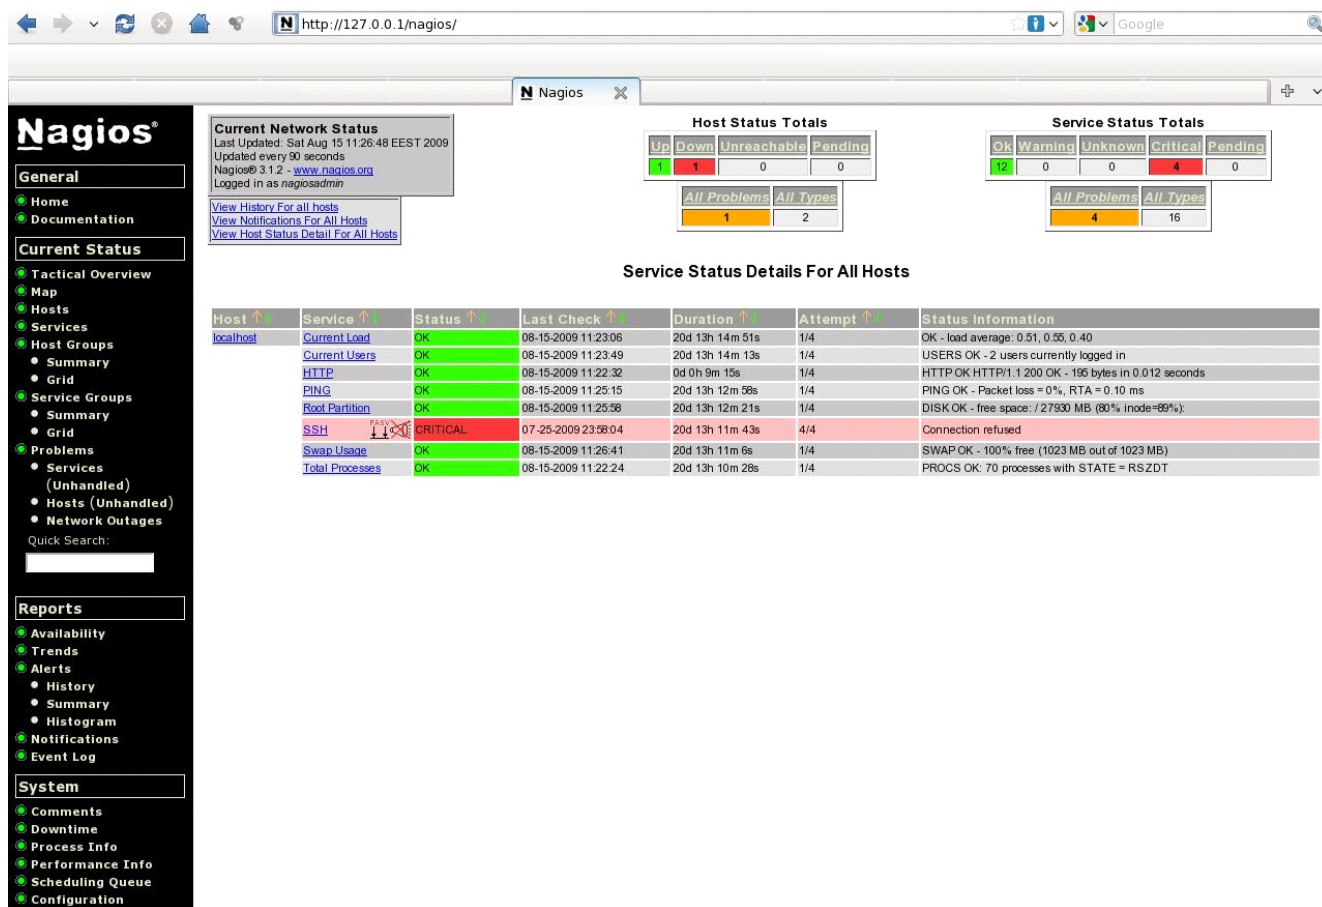 http://127.0.0.1/nagios/
Google
Nagios
Nagios®
General
Home
Documentation
Current Status
Tactical Overview
Map
Hosts
Services
Host Groups
Summary
Grid
Service Groups
Summary
Grid
Problems
Services
(Unhandled)
Hosts (Unhandled)
Network Outages
Quick Search:
Reports
Availability
Trends
Alerts
History
Summary
Histogram
Notifications
Event Log
System
Comments
Downtime
Process Info
Performance Info
Scheduling Queue
Configuration
Current Network Status
Last Updated: Sat Aug 15 11:26:48 EEST 2009
Updated every 90 seconds
Nagios® 3.1.2 - www.nagios.org
Logged in as nagiosadmin
View History For all hosts
View Notifications For All Hosts
View Host Status Detail For All Hosts
Host Status Totals
Up Down Unreachable Pending
1 1 0 0
All Problems All Types
1 2
Service Status Totals
Ok Warning Unknown Critical Pending
12 0 0 4 0
All Problems All Types
4 16
Service Status Details For All Hosts
Host Service Status Last Check Duration Attempt Status Information
localhost Current Load OK 08-15-2009 11:23:06 20d 13h 14m 51s 1/4 OK - load average: 0.51, 0.55, 0.40
Current Users OK 08-15-2009 11:23:49 20d 13h 14m 13s 1/4 USERS OK - 2 users currently logged in
HTTP OK 08-15-2009 11:22:32 0d 0h 9m 15s 1/4 HTTP OK HTTP/1.1 200 OK - 195 bytes in 0.012 seconds
PING OK 08-15-2009 11:25:15 20d 13h 12m 58s 1/4 PING OK - Packet loss = 0%, RTA = 0.10 ms
Root Partition OK 08-15-2009 11:25:58 20d 13h 12m 21s 1/4 DISK OK - free space: / 27930 MB (80% inode=89%):
SSH PASV CRITICAL 07-25-2009 23:58:04 20d 13h 11m 43s 4/4 Connection refused
Swap Usage OK 08-15-2009 11:26:41 20d 13h 11m 6s 1/4 SWAP OK - 100% free (1023 MB out of 1023 MB)
Total Processes OK 08-15-2009 11:22:24 20d 13h 10m 28s 1/4 PROCS OK: 70 processes with STATE = RSZDT